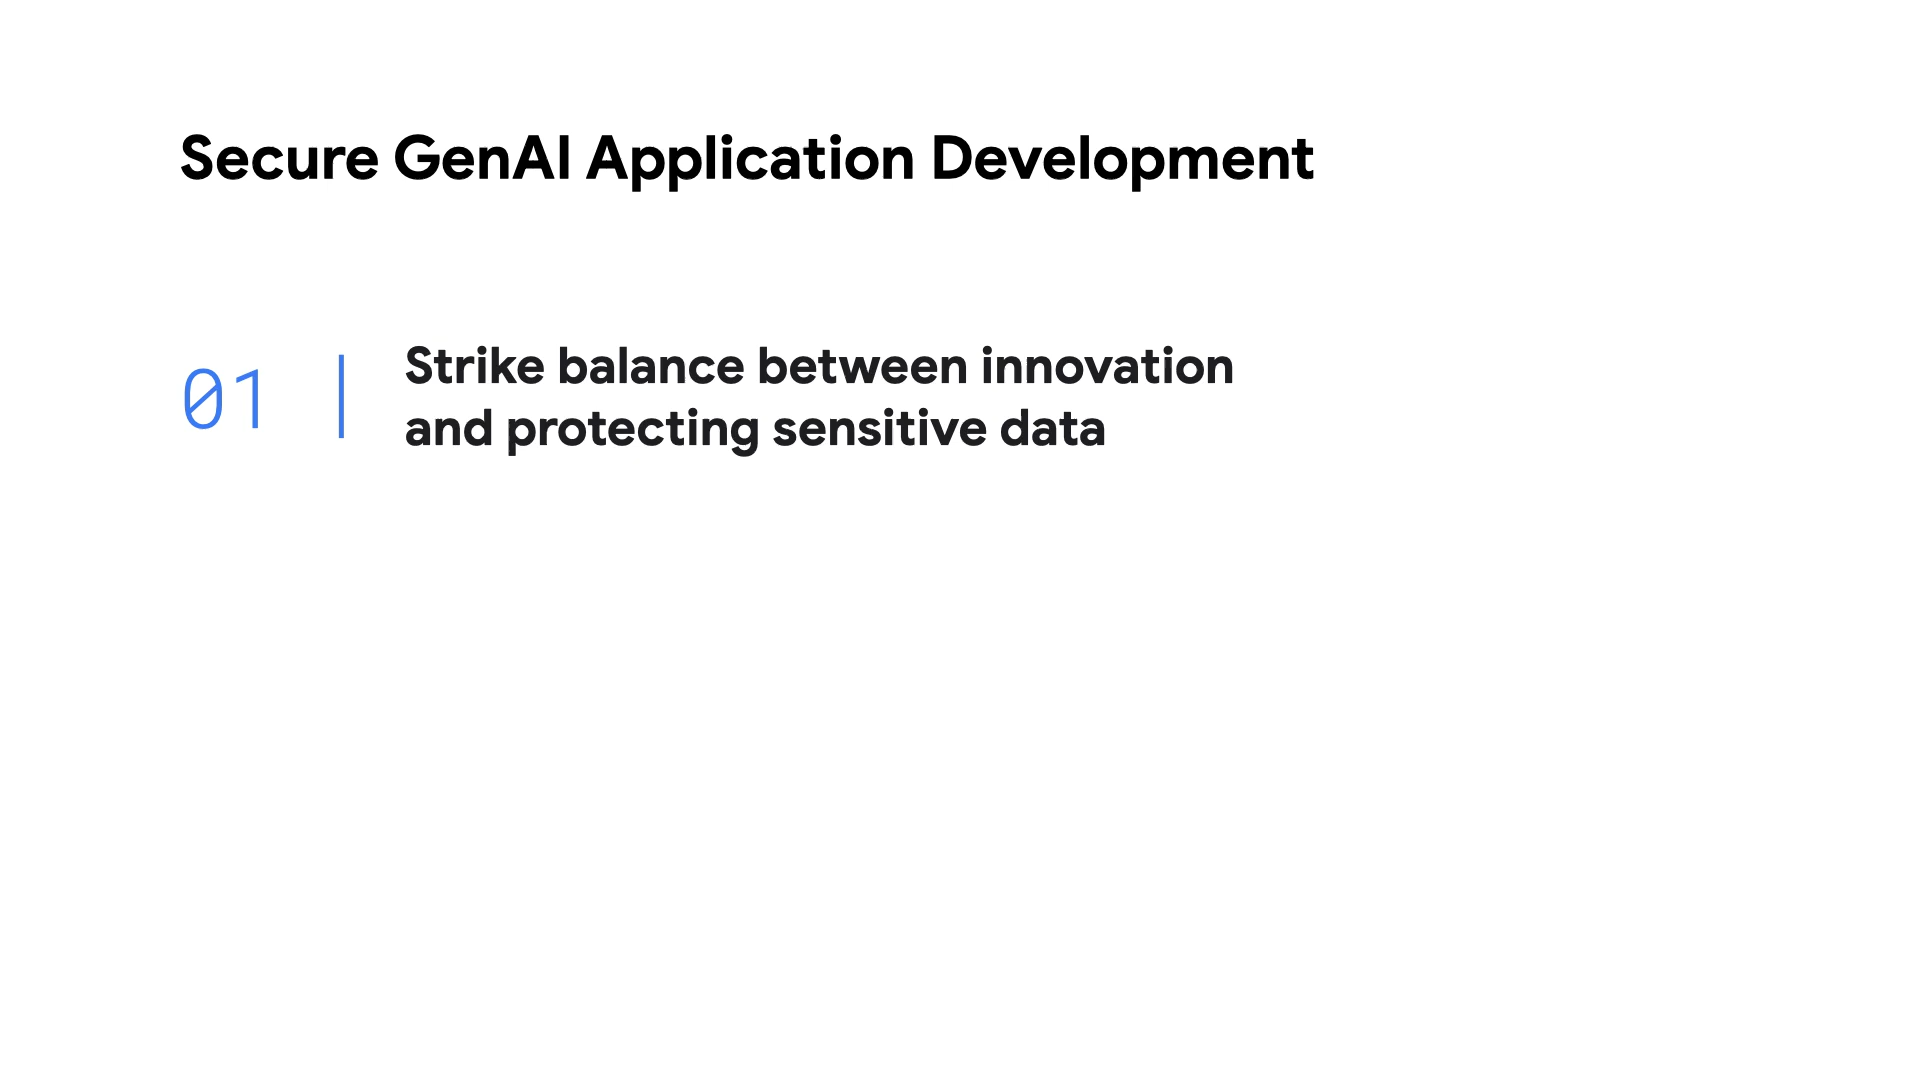 Secure GenAI Application Development
01
Strike balance between innovation
and protecting sensitive data